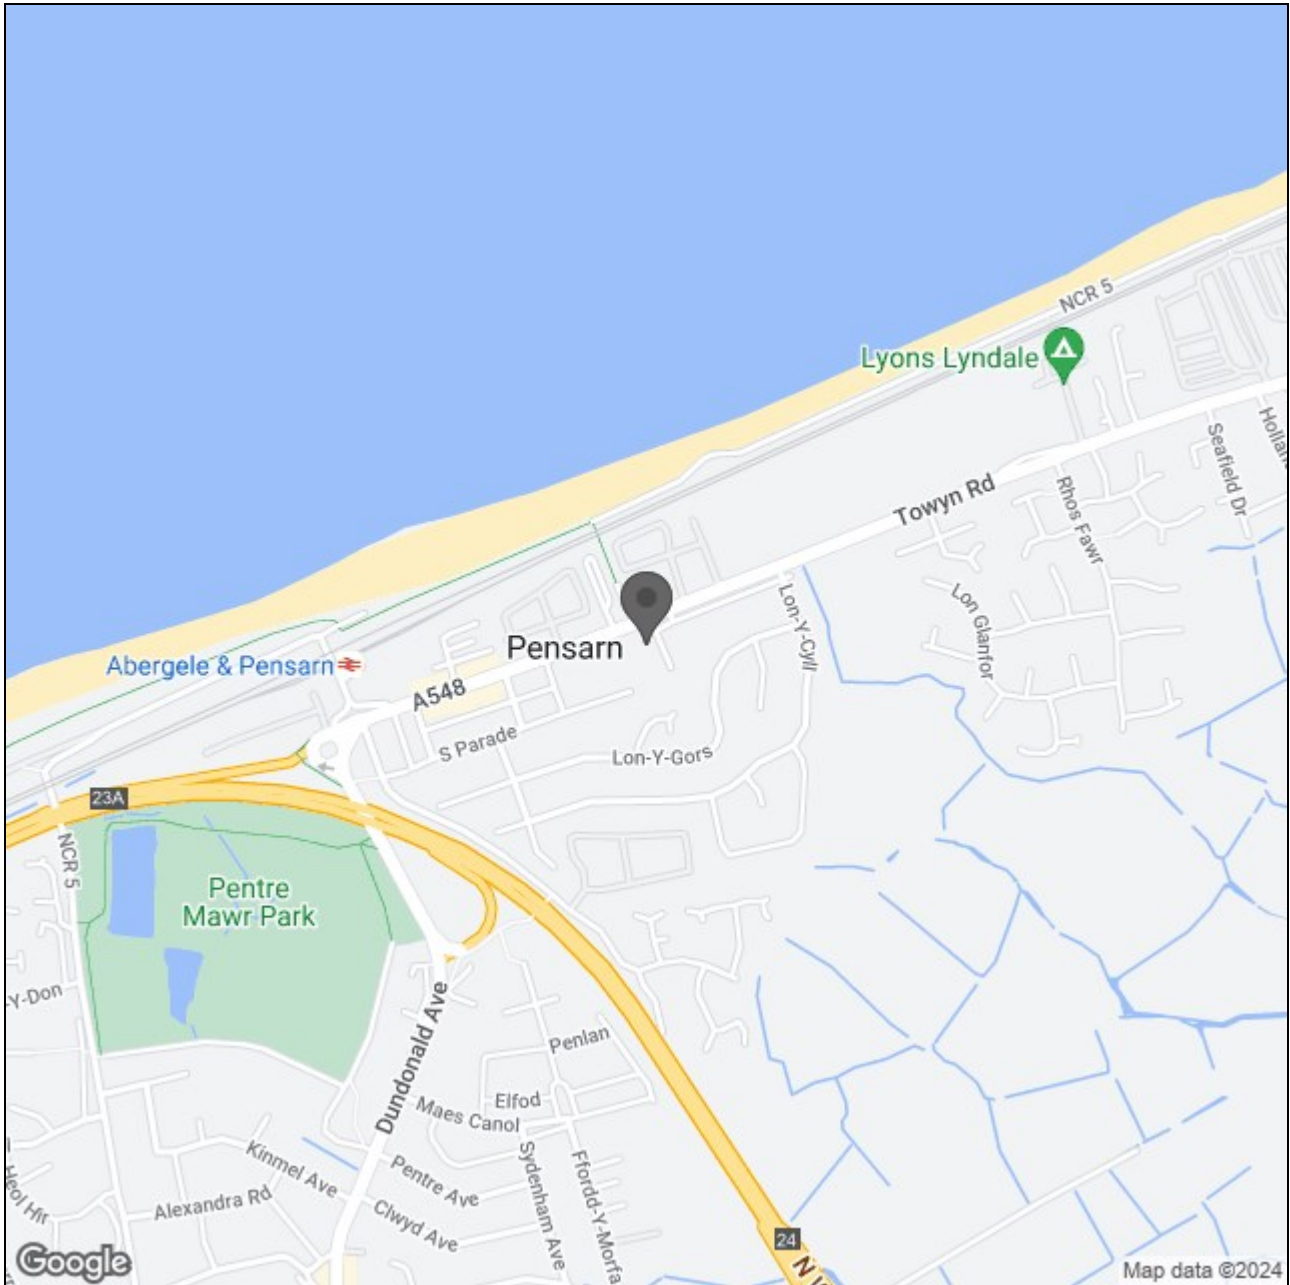 NCR 5
Lyons Lyndale
Hollan
Seafield Dr
Towyn Rd
Rhos Fawr
Lon-Y-Cyll
Lon Glanfor
Pensarn
Abergele & Pensarn
A548
S Parade
Lon-Y-Gors
23A
NCR 5
Pentre
Mawr Park
-Y-Don
Dundonald Ave
Penlan
Elfod
Maes Canol
Kinmel Ave
Pentre Ave
Sydenham Ave
Ffordd-Y-Morfa
Heol Hir
Alexandra Rd
Clwyd Ave
24
N W
Google
Map data ©2024